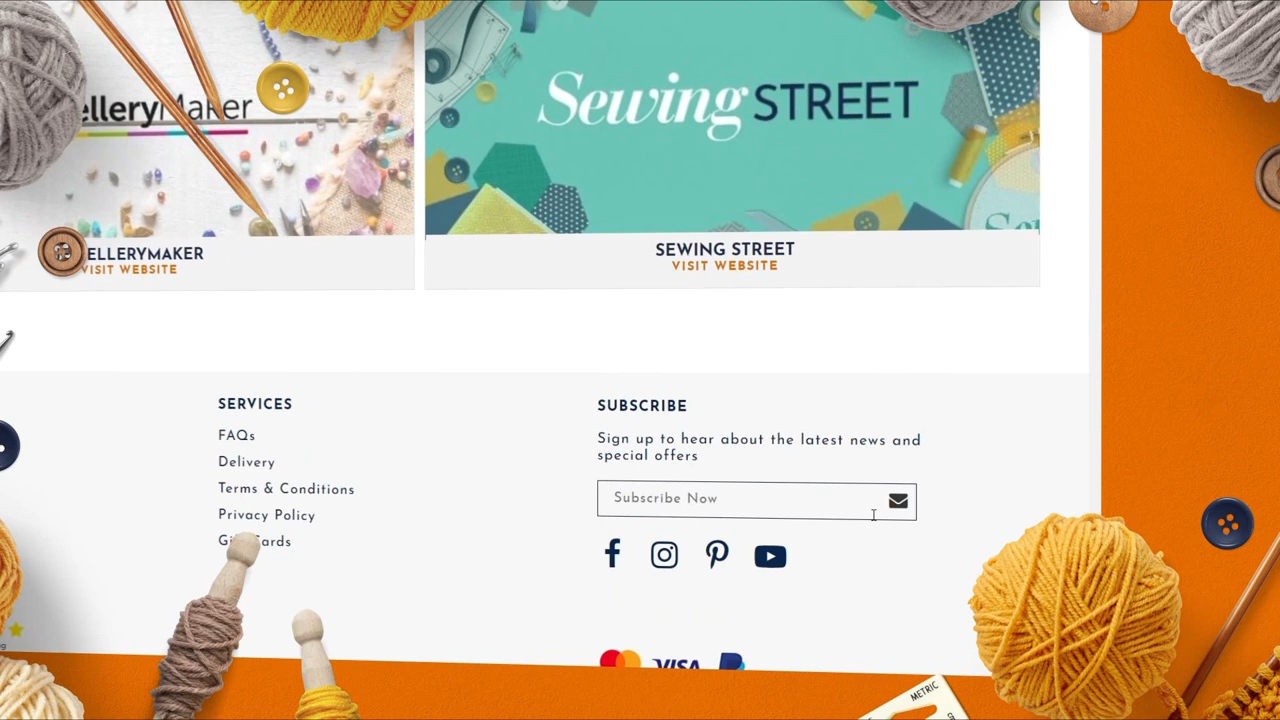 elleryMaker
Sewing STREET
ELLERYMAKER
VISIT WEBSITE
SEWING STREET
VISIT WEBSITE
SERVICES
FAQs
Delivery
Terms & Conditions
Privacy Policy
Cards
SUBSCRIBE
Sign up to hear about the latest news and
special offers
Subscribe Now
VISA
METRIC